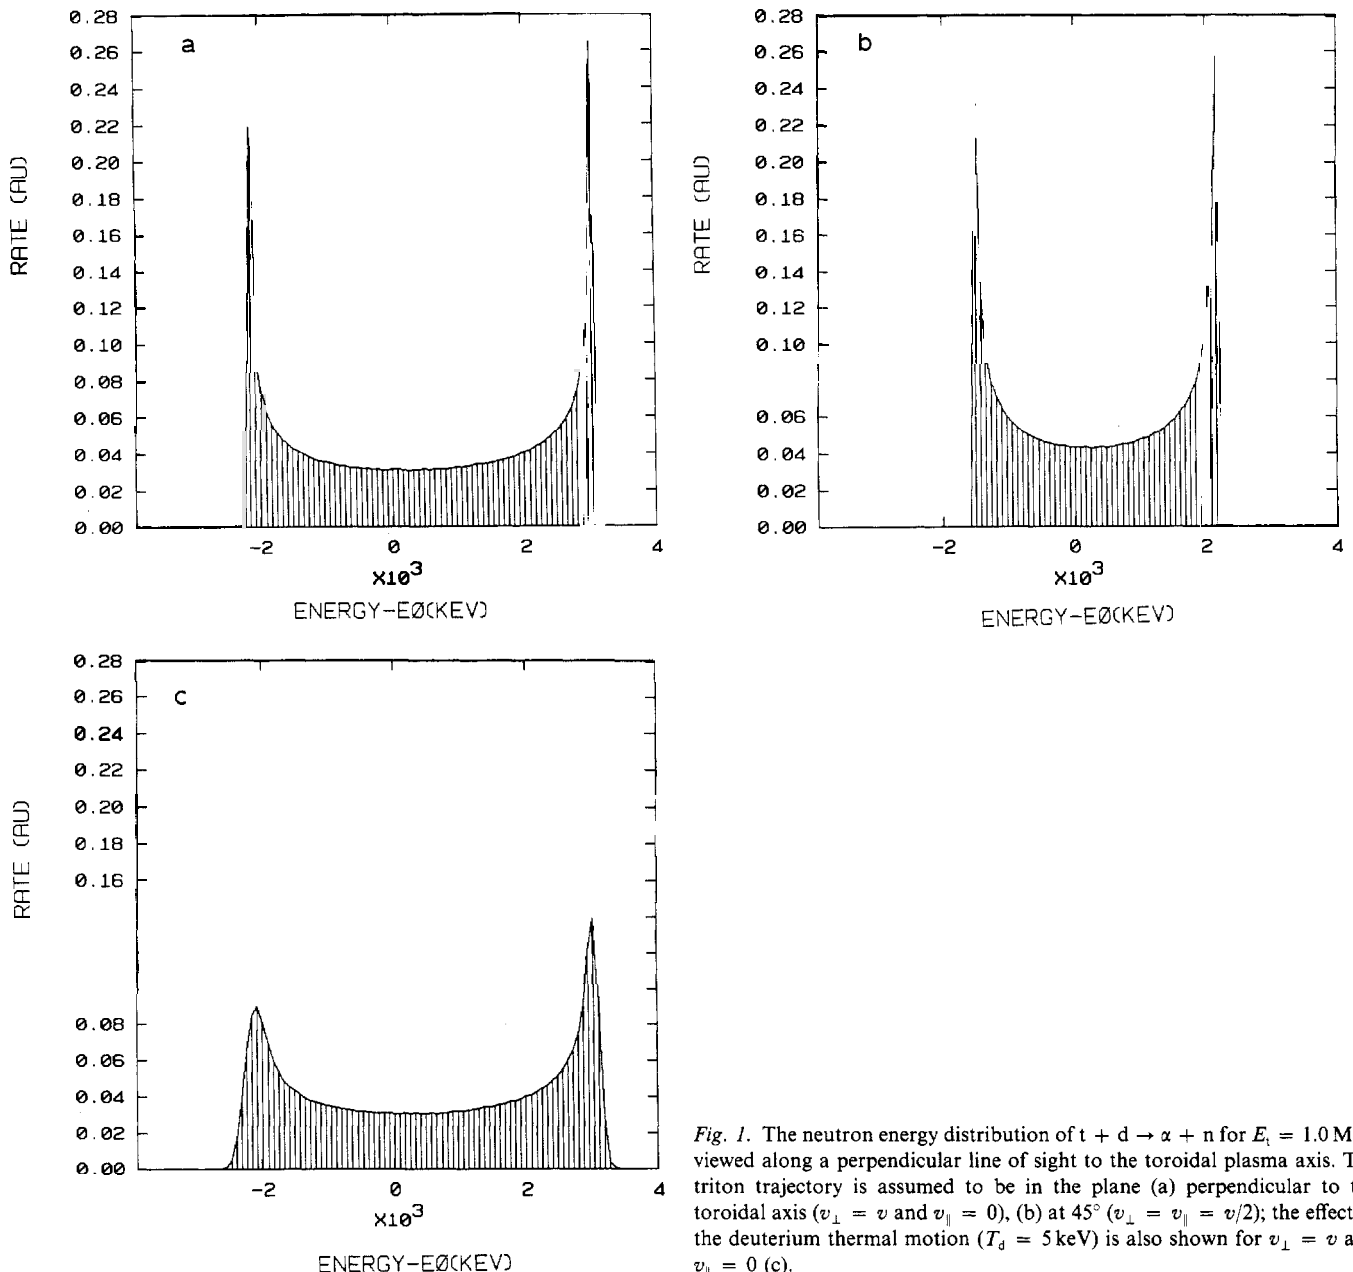 a
0.28
0.26
0.24
0.22
0.20
0.18
0.16
0.14
0.12
0.10
0.08
0.06
0.04
0.02
0.00
RATE (AU)
-2 0 2 4
×10³
ENERGY-EØ(KEV)
b
0.28
0.26
0.24
0.22
0.20
0.18
0.16
0.14
0.12
0.10
0.06
0.04
0.02
0.00
RATE (AU)
-2 0 2 4
×10³
ENERGY-EØ(KEV)
c
0.28
0.26
0.24
0.22
0.20
0.18
0.16
0.08
0.06
0.04
0.02
0.00
RATE (AU)
-2 0 2 4
×10³
ENERGY-EØ(KEV)
Fig. 1. The neutron energy distribution of t + d → α + n for Eₜ = 1.0 M
viewed along a perpendicular line of sight to the toroidal plasma axis. T
triton trajectory is assumed to be in the plane (a) perpendicular to t
toroidal axis (v⊥ = v and v∥ = 0), (b) at 45° (v⊥ = v∥ = v/2); the effect
the deuterium thermal motion (T_d = 5 keV) is also shown for v⊥ = v a
v∥ = 0 (c).